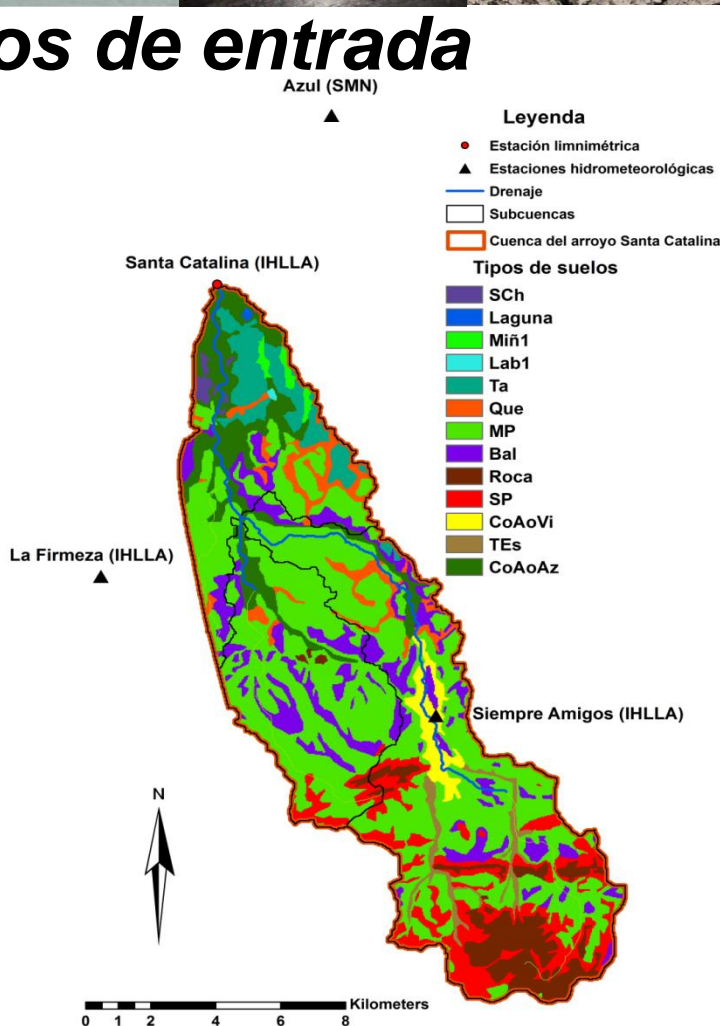 os de entrada
Azul (SMN)
Leyenda
Estación limnimétrica
Estaciones hidrometeorológicas
Drenaje
Subcuencas
Cuenca del arroyo Santa Catalina
Santa Catalina (IHLLA)
Tipos de suelos
SCh
Laguna
Miñ1
Lab1
Ta
Que
MP
Bal
Roca
SP
CoAoVi
TEs
CoAoAz
La Firmeza (IHLLA)
Siempre Amigos (IHLLA)
N
Kilometers
0 1 2 4 6 8